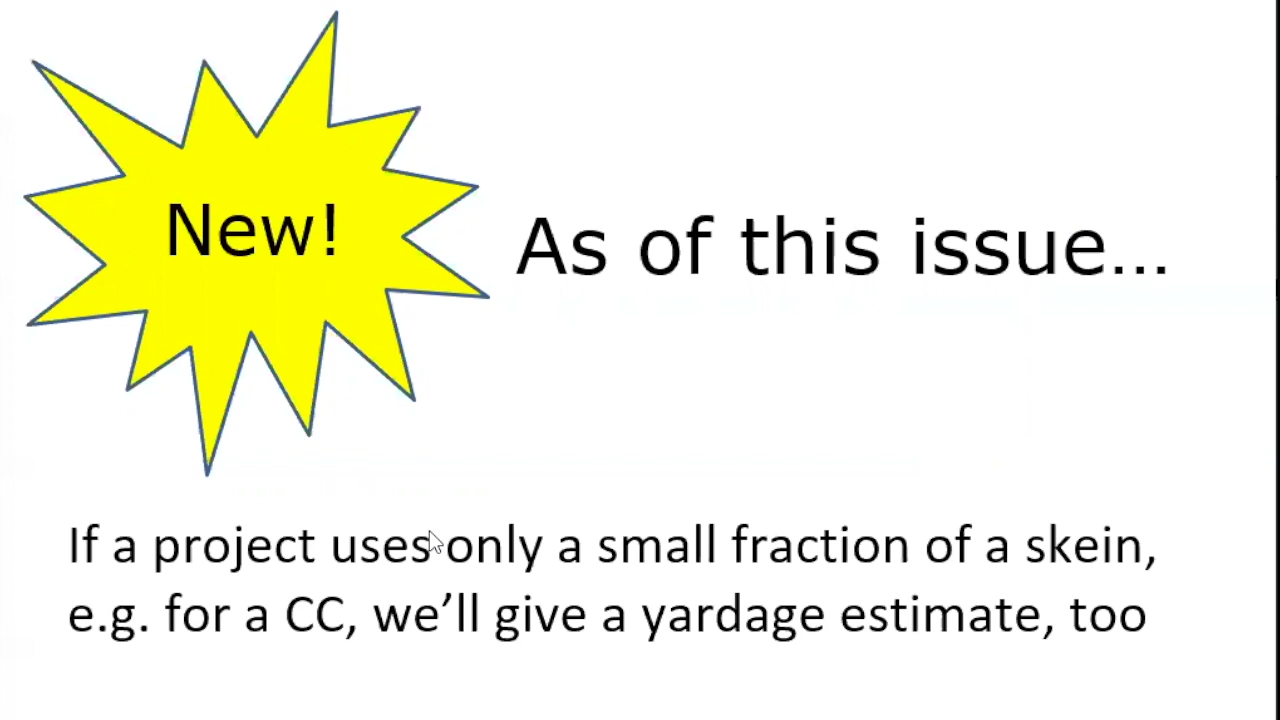 New!
As of this issue…
If a project uses only a small fraction of a skein,
e.g. for a CC, we’ll give a yardage estimate, too